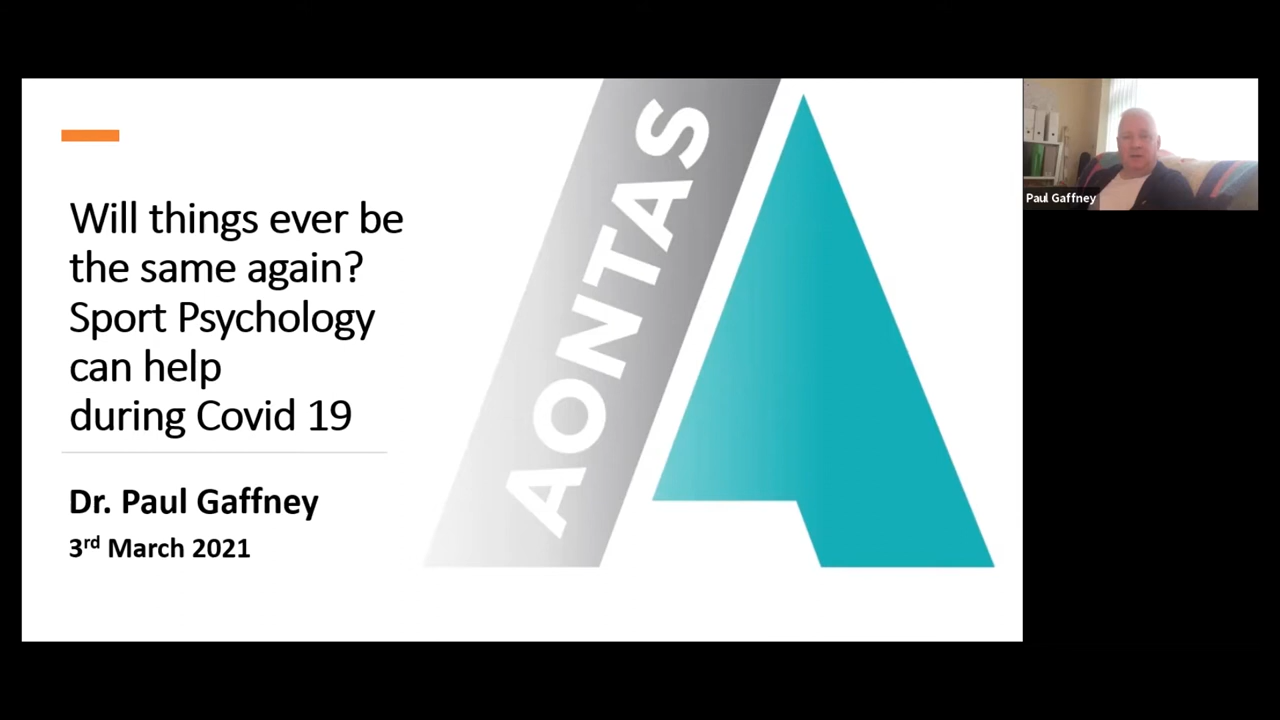 Will things ever be
the same again?
Sport Psychology
can help
during Covid 19
Dr. Paul Gaffney
3rd March 2021
AONTAS
Paul Gaffney